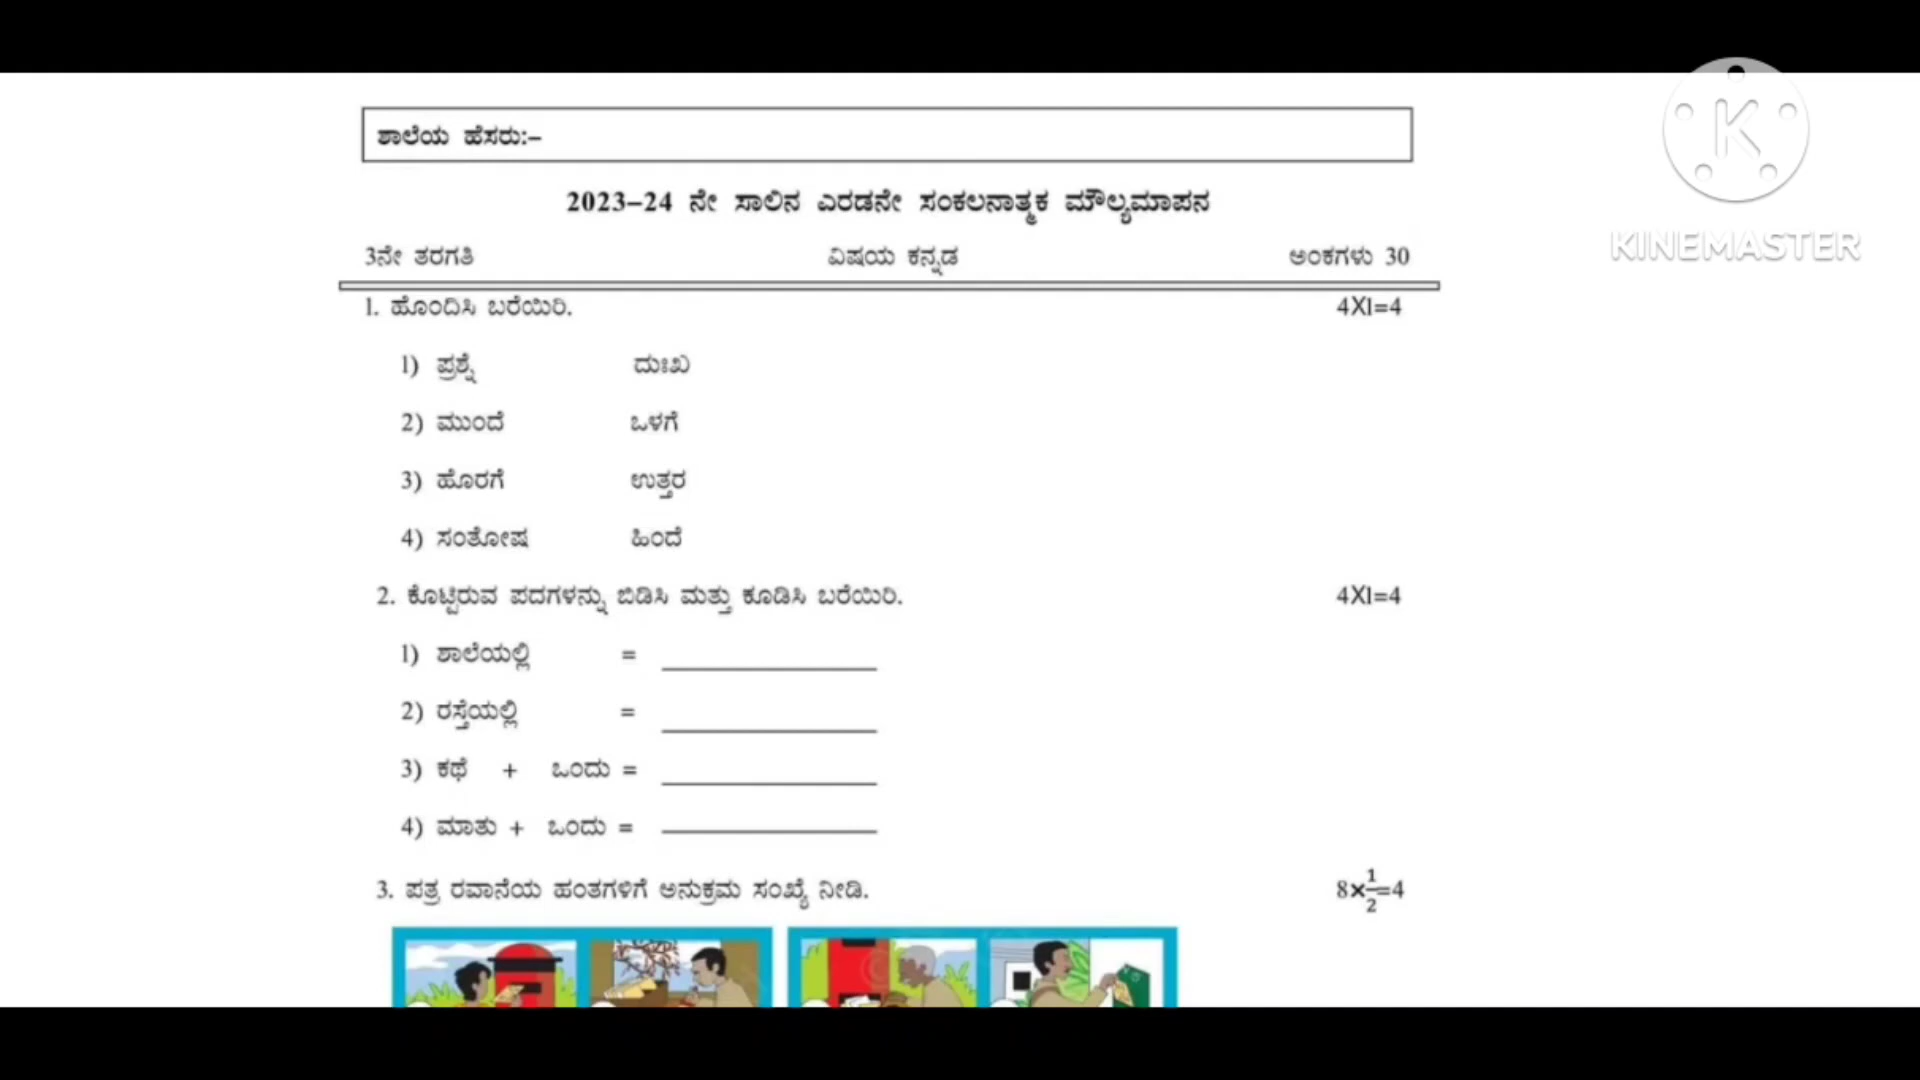 ಶಾಲೆಯ ಹೆಸರು:–
2023–24 ನೇ ಸಾಲಿನ ಎರಡನೇ ಸಂಕಲನಾತ್ಮಕ ಮೌಲ್ಯಮಾಪನ
3ನೇ ತರಗತಿ ವಿಷಯ ಕನ್ನಡ ಅಂಕಗಳು 30
1. ಹೊಂದಿಸಿ ಬರೆಯಿರಿ. 4X1=4
1) ಪ್ರಶ್ನೆ ದುಃಖ
2) ಮುಂದೆ ಒಳಗೆ
3) ಹೊರಗೆ ಉತ್ತರ
4) ಸಂತೋಷ ಹಿಂದೆ
2. ಕೊಟ್ಟಿರುವ ಪದಗಳನ್ನು ಬಿಡಿಸಿ ಮತ್ತು ಕೂಡಿಸಿ ಬರೆಯಿರಿ. 4X1=4
1) ಶಾಲೆಯಲ್ಲಿ =
2) ರಸ್ತೆಯಲ್ಲಿ =
3) ಕಥೆ + ಒಂದು =
4) ಮಾತು + ಒಂದು =
3. ಪತ್ರ ರವಾನೆಯ ಹಂತಗಳಿಗೆ ಅನುಕ್ರಮ ಸಂಖ್ಯೆ ನೀಡಿ. 8×1/2=4
K
KINEMASTER